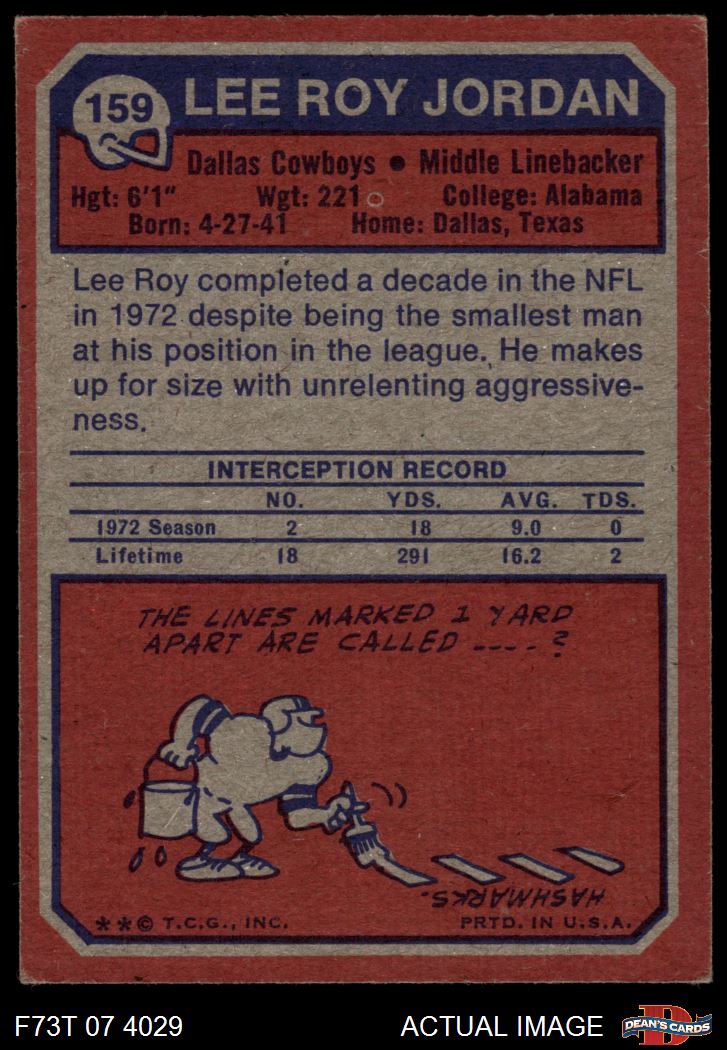 159 LEE ROY JORDAN
Dallas Cowboys • Middle Linebacker
Hgt: 6'1" Wgt: 221 College: Alabama
Born: 4-27-41 Home: Dallas, Texas
Lee Roy completed a decade in the NFL
in 1972 despite being the smallest man
at his position in the league. He makes
up for size with unrelenting aggressive-
ness.
INTERCEPTION RECORD
NO. YDS. AVG. TDS.
1972 Season 2 18 9.0 0
Lifetime 18 291 16.2 2
THE LINES MARKED 1 YARD
APART ARE CALLED ----?
HASHMARKS.
**© T.C.G., INC. PRTD. IN U.S.A.
F73T 07 4029 ACTUAL IMAGE D DEAN'S CARDS